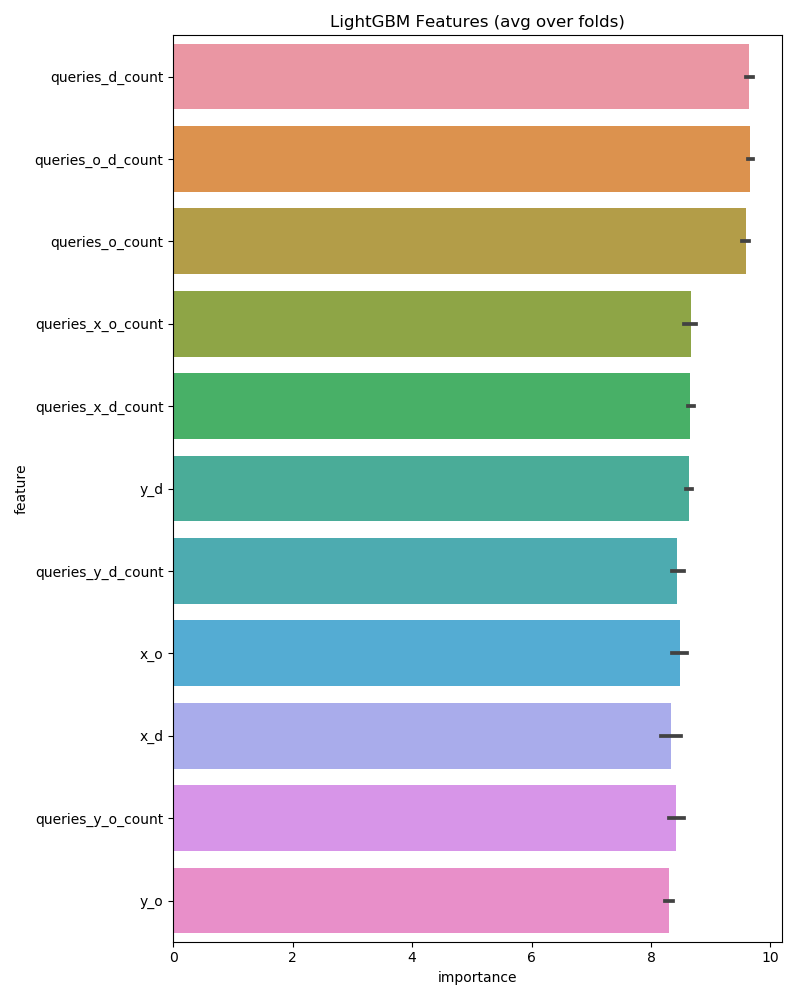 LightGBM Features (avg over folds)
queries_d_count
queries_o_d_count
queries_o_count
queries_x_o_count
queries_x_d_count
y_d
queries_y_d_count
x_o
x_d
queries_y_o_count
y_o
feature
0 2 4 6 8 10
importance